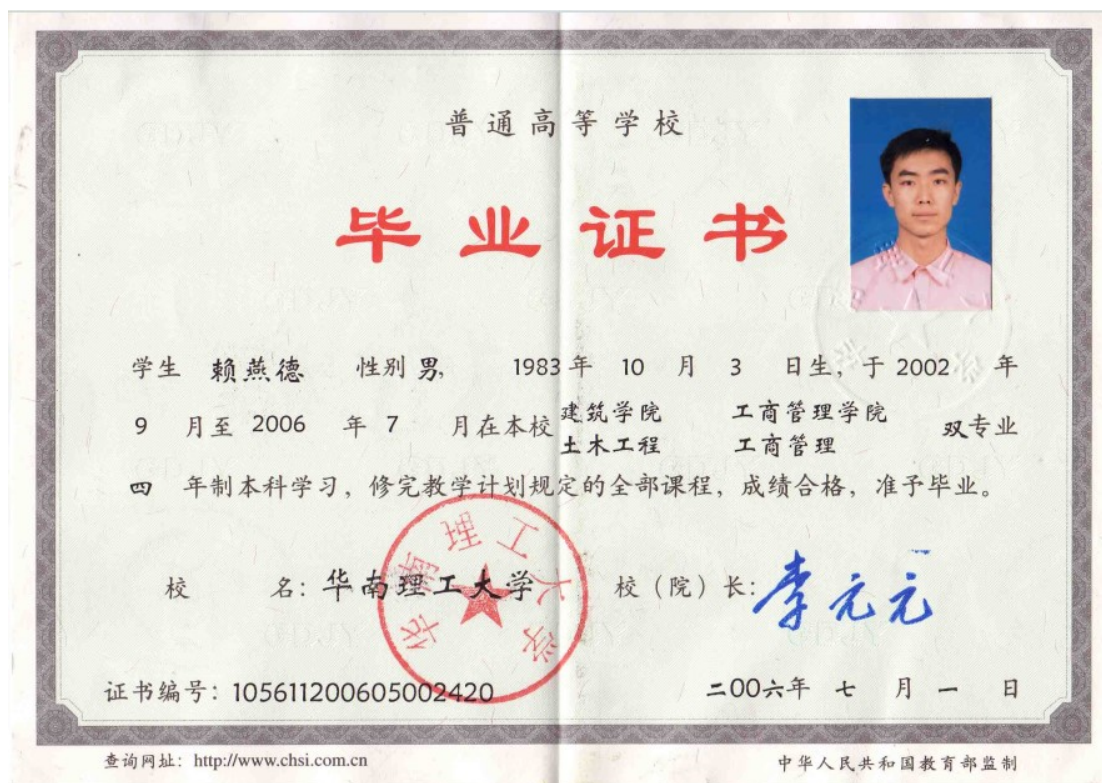 普通高等学校
毕业证书
学生 赖燕德 性别 男, 1983 年 10 月 3 日生, 于 2002 年
9 月至 2006 年 7 月在本校 建筑学院 工商管理学院 双专业
土木工程 工商管理
四 年制本科学习, 修完教学计划规定的全部课程, 成绩合格, 准予毕业。
华南理工大学
校 名: 华南理工大学 校 (院) 长: 李元元
证书编号: 105611200605002420 二00六年 七 月 一 日
查询网址: http://www.chsi.com.cn 中华人民共和国教育部监制